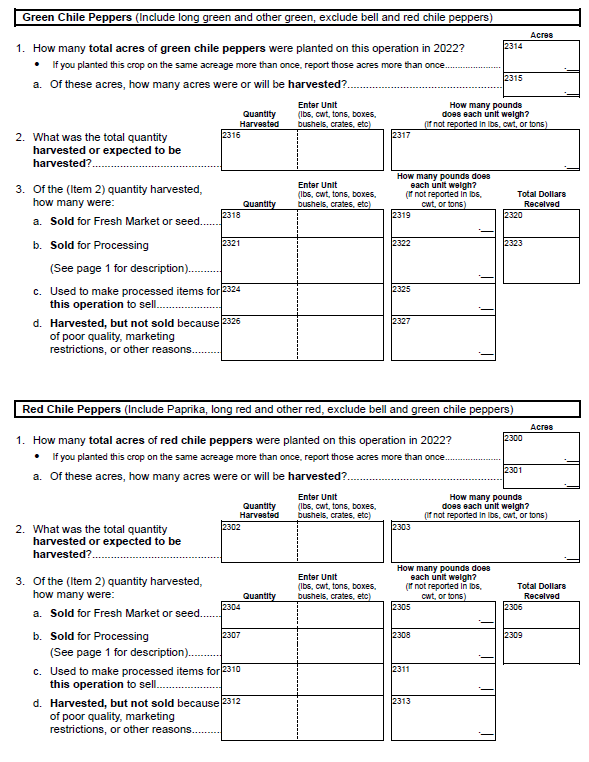 Green Chile Peppers (Include long green and other green, exclude bell and red chile peppers)
Acres
1. How many total acres of green chile peppers were planted on this operation in 2022?
2314
• If you planted this crop on the same acreage more than once, report those acres more than once....................
.__
a. Of these acres, how many acres were or will be harvested?....................................................
2315
.__
Quantity Harvested
Enter Unit (lbs, cwt, tons, boxes, bushels, crates, etc)
How many pounds does each unit weigh? (if not reported in lbs, cwt, or tons)
2. What was the total quantity
harvested or expected to be
harvested?..........................................
2316
2317
.__
3. Of the (Item 2) quantity harvested,
how many were:
Quantity
Enter Unit (lbs, cwt, tons, boxes, bushels, crates, etc)
How many pounds does each unit weigh? (if not reported in lbs, cwt, or tons)
Total Dollars Received
a. Sold for Fresh Market or seed.......
2318
2319
.__
2320
b. Sold for Processing
(See page 1 for description)...........
2321
2322
.__
2323
c. Used to make processed items for
this operation to sell.....................
2324
2325
.__
d. Harvested, but not sold because
of poor quality, marketing
restrictions, or other reasons.........
2326
2327
.__
Red Chile Peppers (Include Paprika, long red and other red, exclude bell and green chile peppers)
Acres
1. How many total acres of red chile peppers were planted on this operation in 2022?
2300
• If you planted this crop on the same acreage more than once, report those acres more than once....................
.__
a. Of these acres, how many acres were or will be harvested?....................................................
2301
.__
Quantity Harvested
Enter Unit (lbs, cwt, tons, boxes, bushels, crates, etc)
How many pounds does each unit weigh? (if not reported in lbs, cwt, or tons)
2. What was the total quantity
harvested or expected to be
harvested?..........................................
2302
2303
.__
3. Of the (Item 2) quantity harvested,
how many were:
Quantity
Enter Unit (lbs, cwt, tons, boxes, bushels, crates, etc)
How many pounds does each unit weigh? (if not reported in lbs, cwt, or tons)
Total Dollars Received
a. Sold for Fresh Market or seed.......
2304
2305
.__
2306
b. Sold for Processing
(See page 1 for description)...........
2307
2308
.__
2309
c. Used to make processed items for
this operation to sell.....................
2310
2311
.__
d. Harvested, but not sold because
of poor quality, marketing
restrictions, or other reasons.........
2312
2313
.__